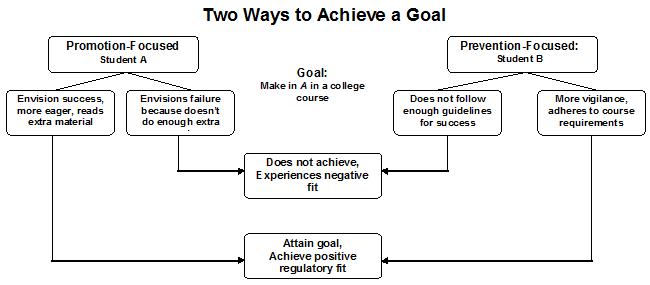 Two Ways to Achieve a Goal
Promotion-Focused
Student A
Goal:
Make in A in a college
course
Prevention-Focused:
Student B
Envision success,
more eager, reads
extra material
Envisions failure
because doesn't
do enough extra
Does not follow
enough guidelines
for success
More vigilance,
adheres to course
requirements
Does not achieve,
Experiences negative
fit
Attain goal,
Achieve positive
regulatory fit